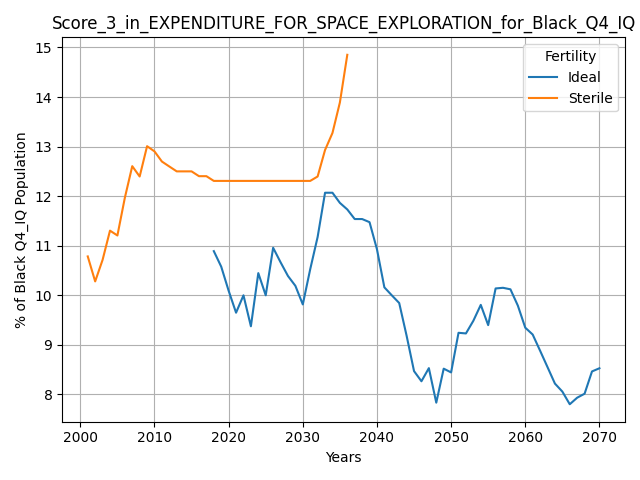 Score_3_in_EXPENDITURE_FOR_SPACE_EXPLORATION_for_Black_Q4_IQ
Fertility
Ideal
Sterile
% of Black Q4_IQ Population
15
14
13
12
11
10
9
8
2000 2010 2020 2030 2040 2050 2060 2070
Years